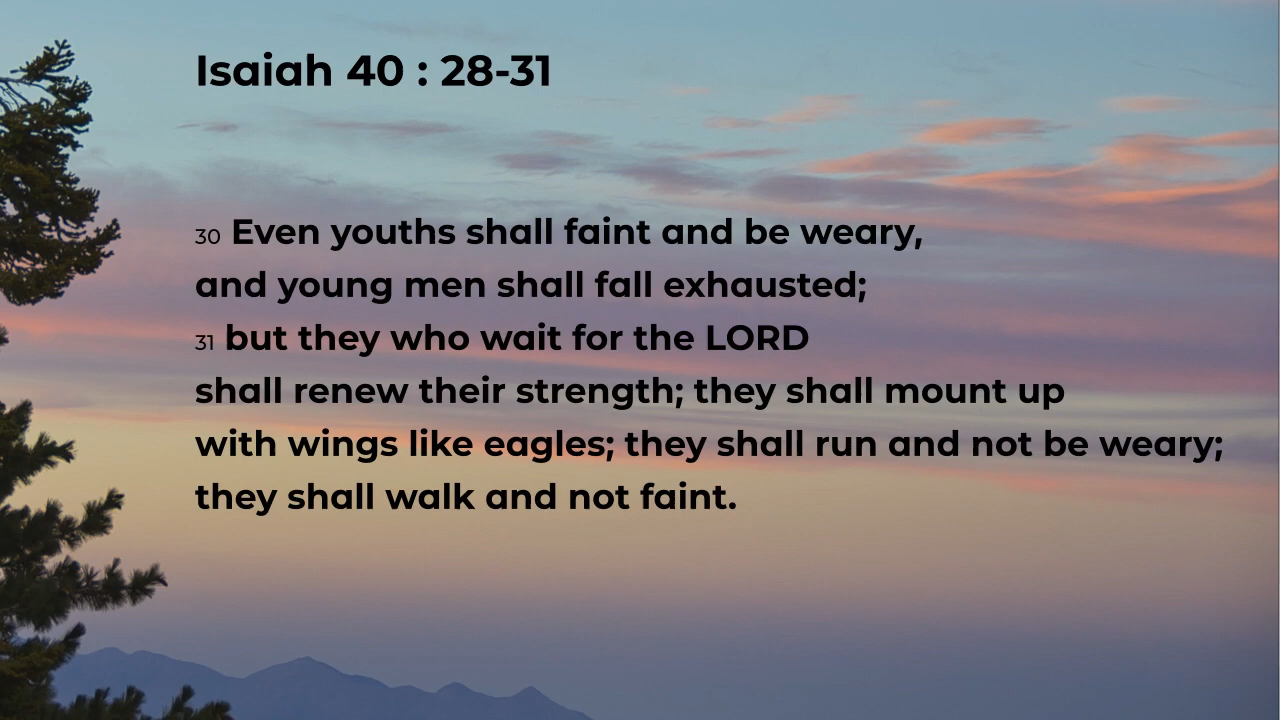 Isaiah 40 : 28-31
30 Even youths shall faint and be weary,
and young men shall fall exhausted;
31 but they who wait for the LORD
shall renew their strength; they shall mount up
with wings like eagles; they shall run and not be weary;
they shall walk and not faint.